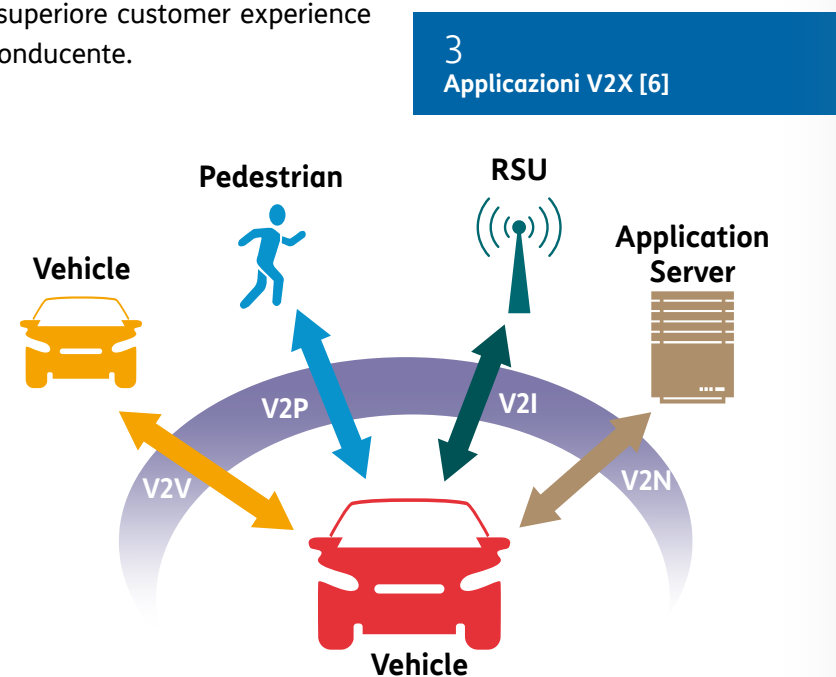 superiore customer experience
onducente.
3
Applicazioni V2X [6]
Pedestrian
RSU
Vehicle
Application
Server
V2P
V2I
V2V
V2N
Vehicle